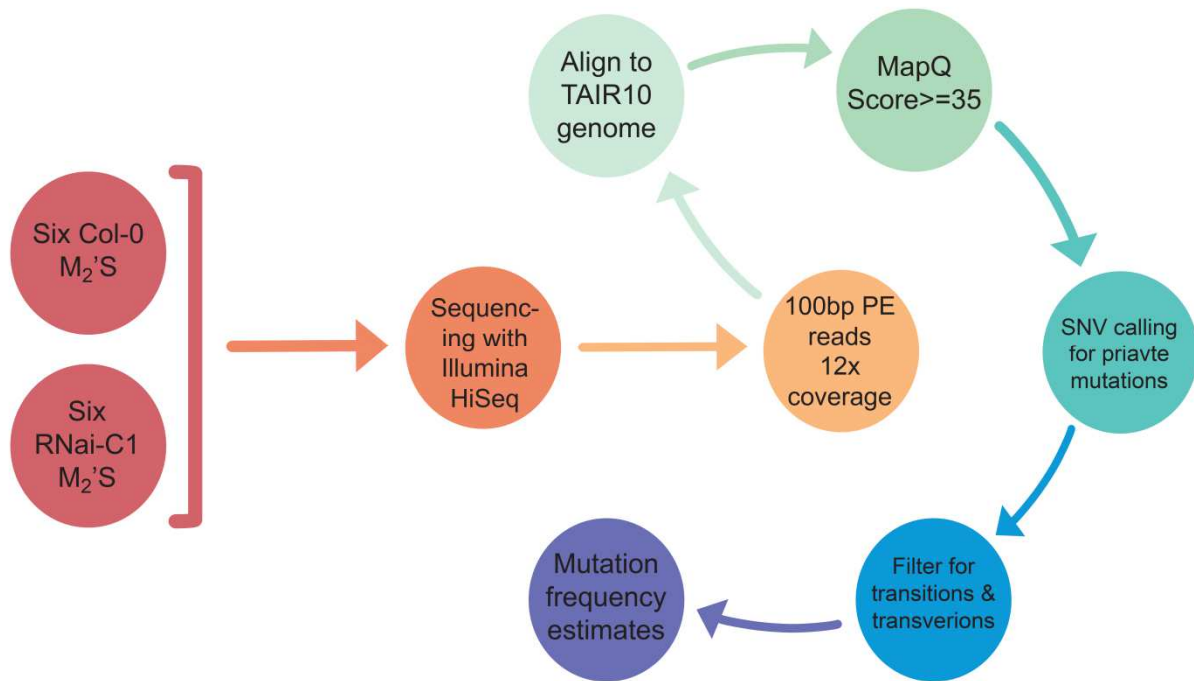 Six Col-0
M₂'S
Six
RNai-C1
M₂'S
Sequenc-
ing with
Illumina
HiSeq
100bp PE
reads
12x
coverage
Align to
TAIR10
genome
MapQ
Score>=35
SNV calling
for priavte
mutations
Filter for
transitions &
transverions
Mutation
frequency
estimates